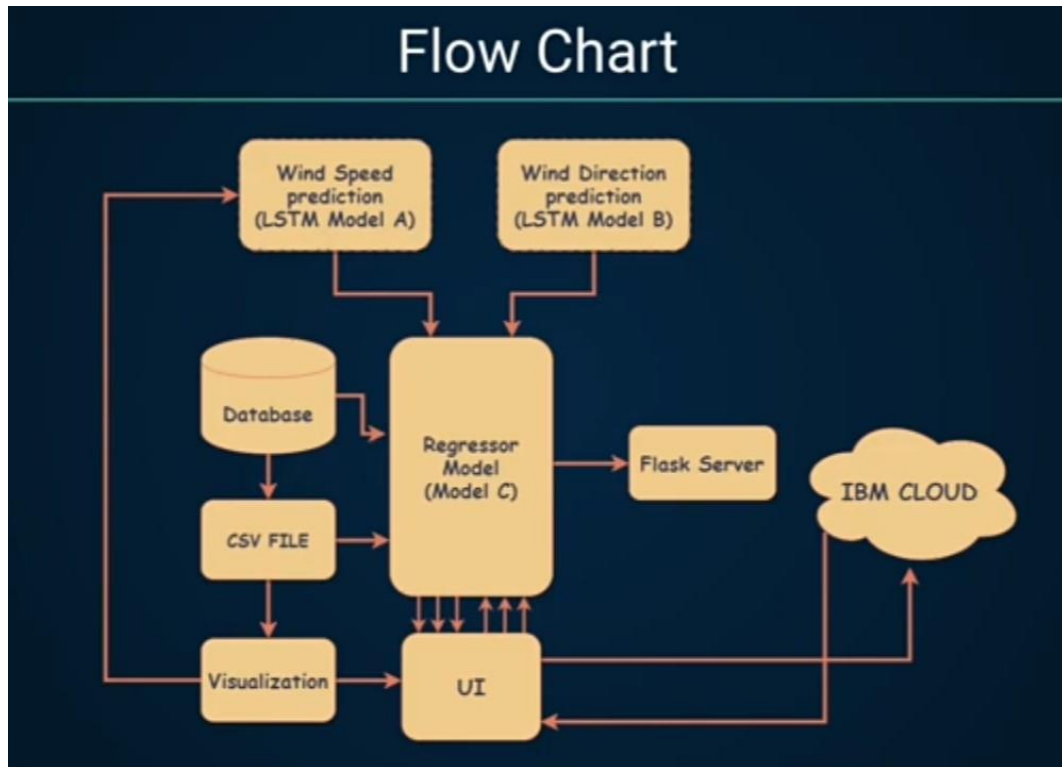 Flow Chart
Wind Speed
prediction
(LSTM Model A)
Wind Direction
prediction
(LSTM Model B)
Database
Regressor
Model
(Model C)
Flask Server
IBM CLOUD
CSV FILE
Visualization
UI